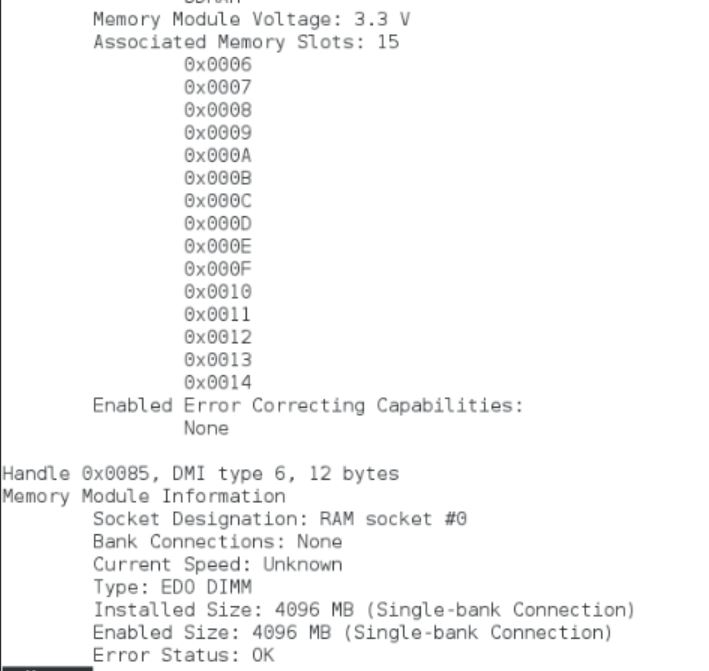 Memory Module Voltage: 3.3 V
Associated Memory Slots: 15
0x0006
0x0007
0x0008
0x0009
0x000A
0x000B
0x000C
0x000D
0x000E
0x000F
0x0010
0x0011
0x0012
0x0013
0x0014
Enabled Error Correcting Capabilities:
None
Handle 0x0085, DMI type 6, 12 bytes
Memory Module Information
Socket Designation: RAM socket #0
Bank Connections: None
Current Speed: Unknown
Type: EDO DIMM
Installed Size: 4096 MB (Single-bank Connection)
Enabled Size: 4096 MB (Single-bank Connection)
Error Status: OK